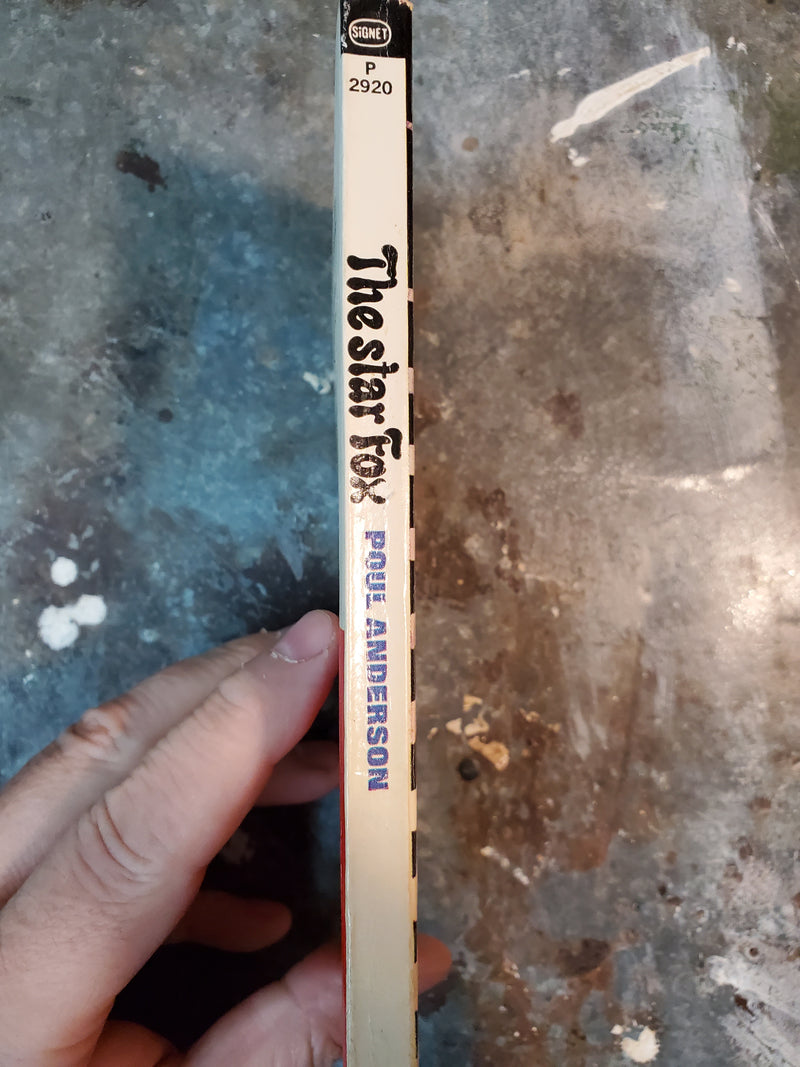 SIGNET
P
2920
The star fox
POUL ANDERSON